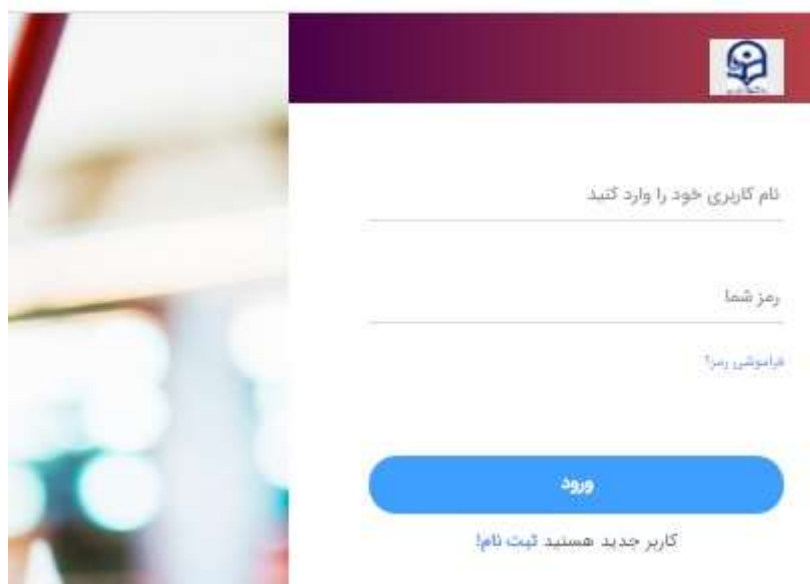 نام کاربری خود را وارد کنید
رمز شما
فراموشی رمز؟
ورود
کاربر جدید هستید ثبت نام!